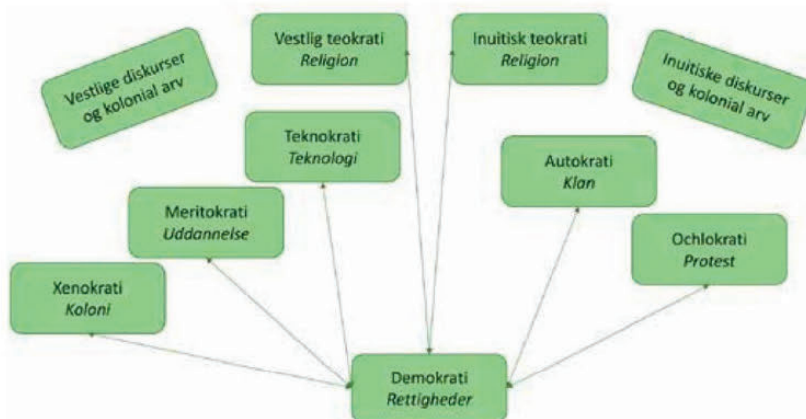 Vestlige diskurser
og kolonial arv
Vestlig teokrati
Religion
Inuitisk teokrati
Religion
Inuitiske diskurser
og kolonial arv
Teknokrati
Teknologi
Autokrati
Klan
Meritokrati
Uddannelse
Ochlokrati
Protest
Xenokrati
Koloni
Demokrati
Rettigheder